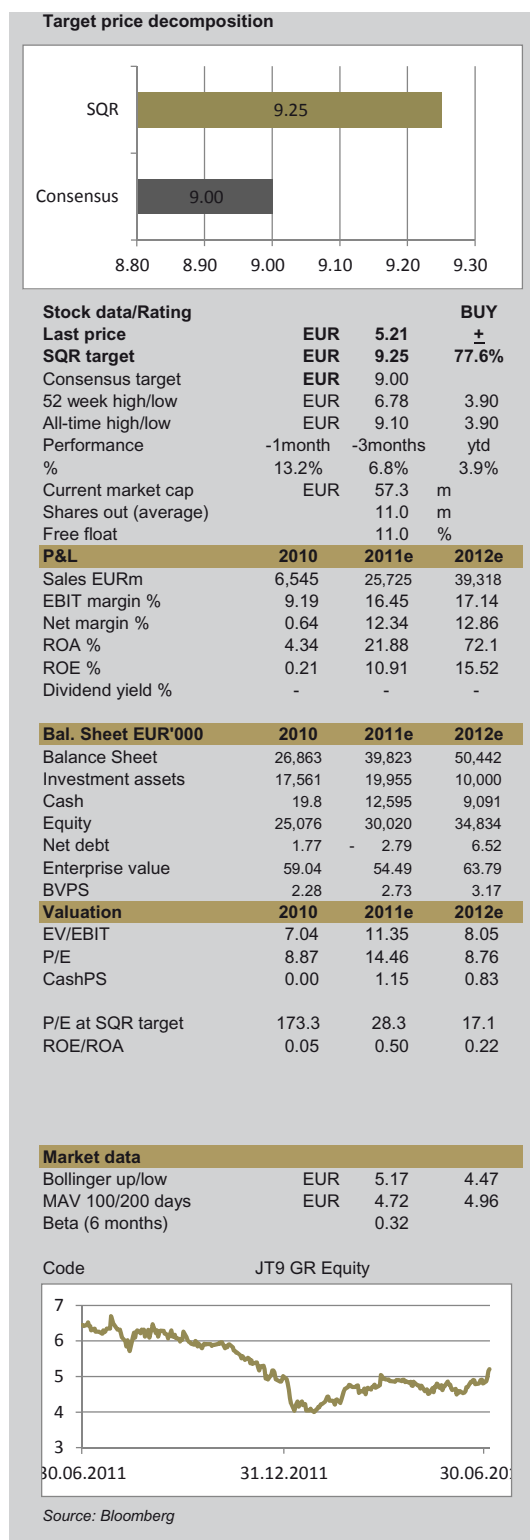 Target price decomposition
SQR 9.25
Consensus 9.00
8.80 8.90 9.00 9.10 9.20 9.30
Stock data/Rating BUY
Last price EUR 5.21 +
SQR target EUR 9.25 77.6%
Consensus target EUR 9.00
52 week high/low EUR 6.78 3.90
All-time high/low EUR 9.10 3.90
Performance -1month -3months ytd
% 13.2% 6.8% 3.9%
Current market cap EUR 57.3 m
Shares out (average) 11.0 m
Free float 11.0 %
P&L 2010 2011e 2012e
Sales EURm 6,545 25,725 39,318
EBIT margin % 9.19 16.45 17.14
Net margin % 0.64 12.34 12.86
ROA % 4.34 21.88 72.1
ROE % 0.21 10.91 15.52
Dividend yield % - - -
Bal. Sheet EUR'000 2010 2011e 2012e
Balance Sheet 26,863 39,823 50,442
Investment assets 17,561 19,955 10,000
Cash 19.8 12,595 9,091
Equity 25,076 30,020 34,834
Net debt 1.77 - 2.79 6.52
Enterprise value 59.04 54.49 63.79
BVPS 2.28 2.73 3.17
Valuation 2010 2011e 2012e
EV/EBIT 7.04 11.35 8.05
P/E 8.87 14.46 8.76
CashPS 0.00 1.15 0.83
P/E at SQR target 173.3 28.3 17.1
ROE/ROA 0.05 0.50 0.22
Market data
Bollinger up/low EUR 5.17 4.47
MAV 100/200 days EUR 4.72 4.96
Beta (6 months) 0.32
Code JT9 GR Equity
7
6
5
4
3
30.06.2011 31.12.2011 30.06.201
Source: Bloomberg